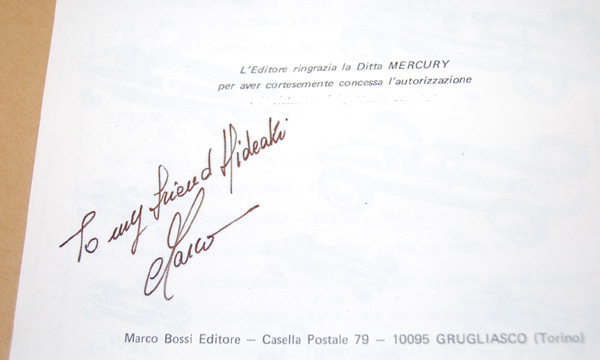 L'Editore ringrazia la Ditta MERCURY
per aver cortesemente concessa l'autorizzazione
To my friend Hideaki
Marco
Marco Bossi Editore – Casella Postale 79 – 10095 GRUGLIASCO (Torino)